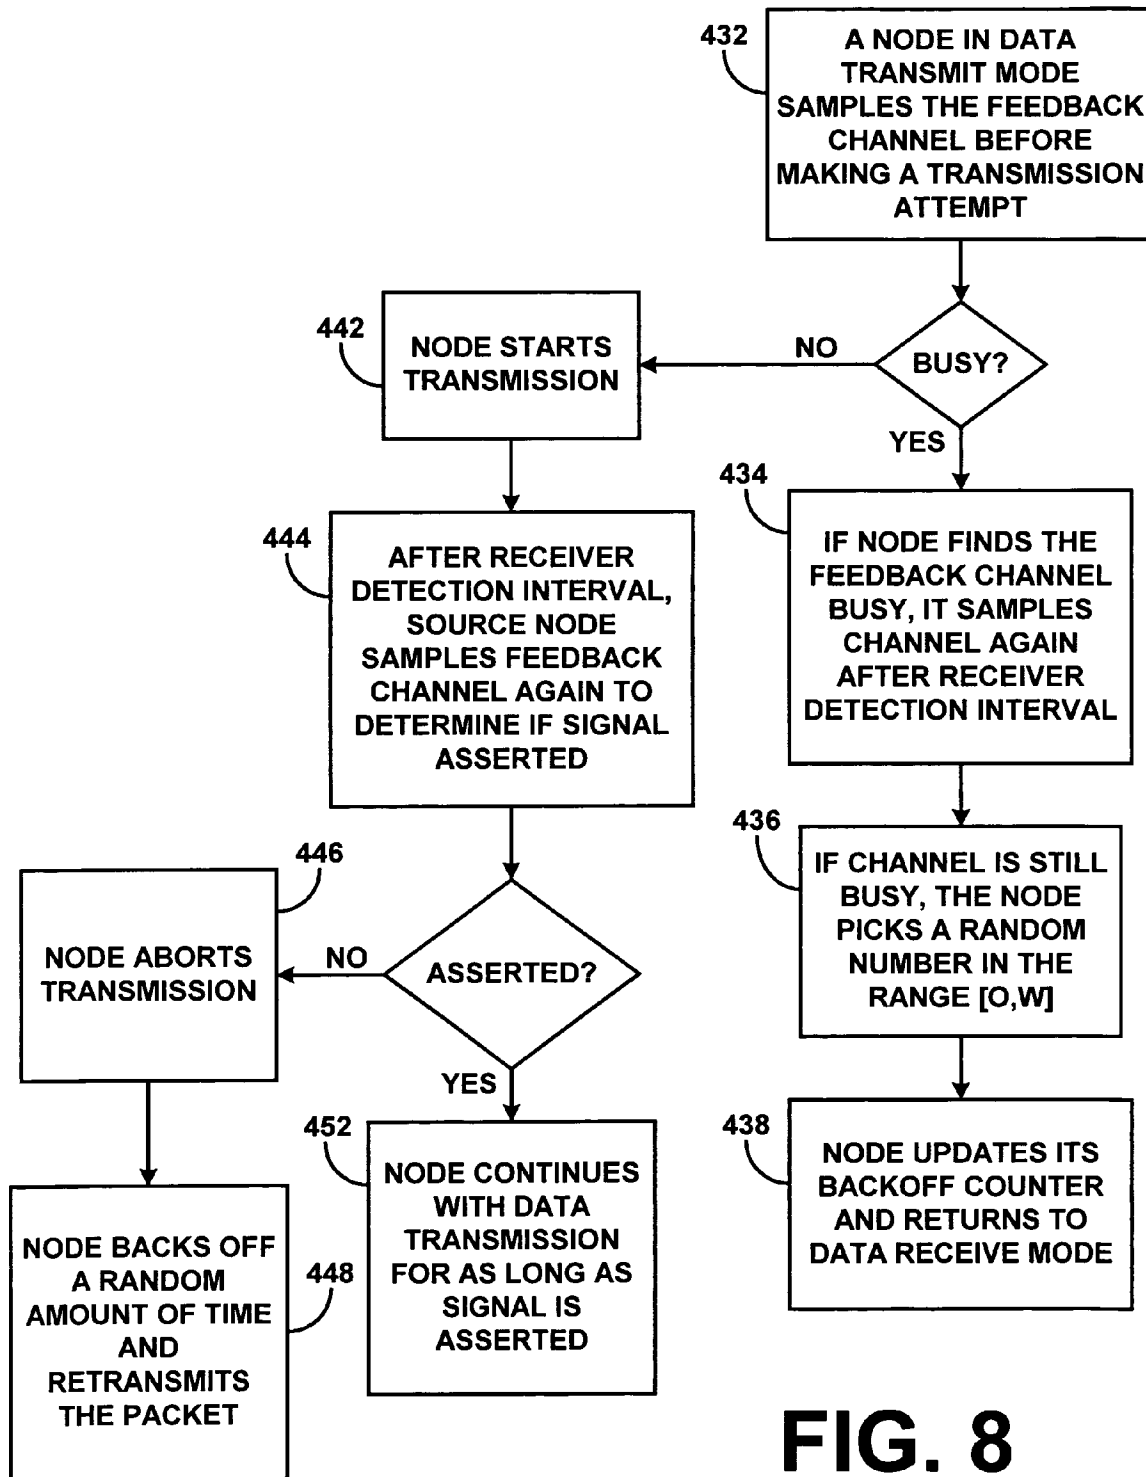 432
A NODE IN DATA
TRANSMIT MODE
SAMPLES THE FEEDBACK
CHANNEL BEFORE
MAKING A TRANSMISSION
ATTEMPT
BUSY?
NO
YES
442
NODE STARTS
TRANSMISSION
434
IF NODE FINDS THE
FEEDBACK CHANNEL
BUSY, IT SAMPLES
CHANNEL AGAIN
AFTER RECEIVER
DETECTION INTERVAL
444
AFTER RECEIVER
DETECTION INTERVAL,
SOURCE NODE
SAMPLES FEEDBACK
CHANNEL AGAIN TO
DETERMINE IF SIGNAL
ASSERTED
436
IF CHANNEL IS STILL
BUSY, THE NODE
PICKS A RANDOM
NUMBER IN THE
RANGE [O,W]
ASSERTED?
NO
YES
446
NODE ABORTS
TRANSMISSION
438
NODE UPDATES ITS
BACKOFF COUNTER
AND RETURNS TO
DATA RECEIVE MODE
452
NODE CONTINUES
WITH DATA
TRANSMISSION
FOR AS LONG AS
SIGNAL IS
ASSERTED
448
NODE BACKS OFF
A RANDOM
AMOUNT OF TIME
AND
RETRANSMITS
THE PACKET
FIG. 8